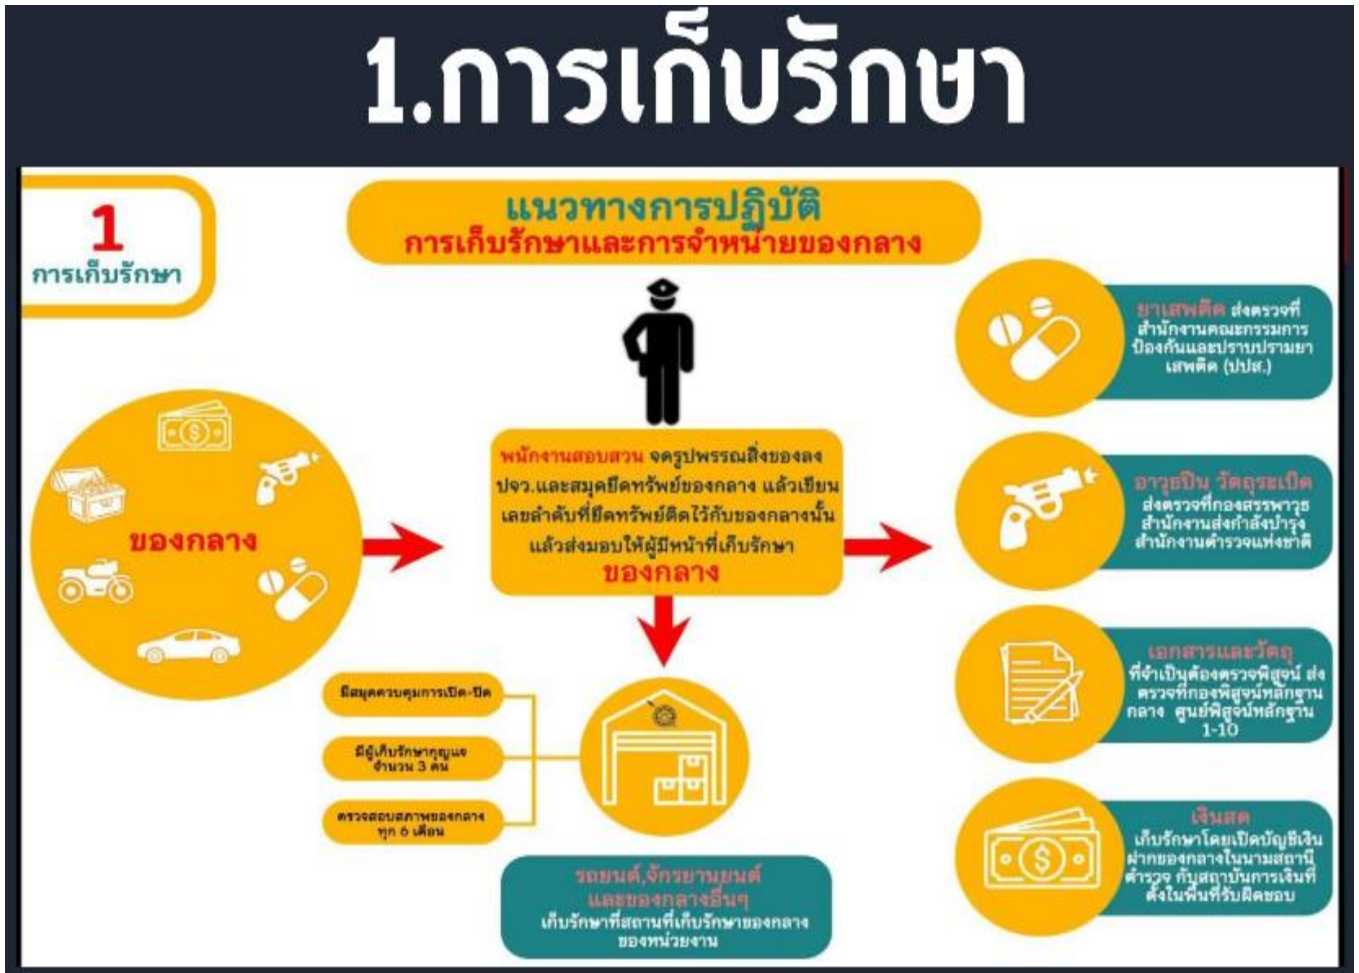 1.การเก็บรักษา
1
การเก็บรักษา
แนวทางการปฏิบัติ
การเก็บรักษาและการจำหน่ายของกลาง
ของกลาง
พนักงานสอบสวน จดรูปพรรณสิ่งของลง
ปจว.และสมุดยึดทรัพย์ของกลาง แล้วเขียน
เลขลำดับที่ยึดทรัพย์ติดไว้กับของกลางนั้น
แล้วส่งมอบให้ผู้มีหน้าที่เก็บรักษา
ของกลาง
ยาเสพติด ส่งตรวจที่
สำนักงานคณะกรรมการ
ป้องกันและปราบปรามยา
เสพติด (ปปส.)
อาวุธปืน วัตถุระเบิด
ส่งตรวจที่กองสรรพาวุธ
สำนักงานส่งกำลังบำรุง
สำนักงานตำรวจแห่งชาติ
เอกสารและวัตถุ
ที่จำเป็นต้องตรวจพิสูจน์ ส่ง
ตรวจที่กองพิสูจน์หลักฐาน
กลาง ศูนย์พิสูจน์หลักฐาน
1-10
เงินสด
เก็บรักษาโดยเปิดบัญชีเงิน
ฝากของกลางในนามสถานี
ตำรวจ กับสถาบันการเงินที่
ตั้งในพื้นที่รับผิดชอบ
มีสมุดควบคุมการเปิด-ปิด
มีผู้เก็บรักษากุญแจ
จำนวน 3 คน
ตรวจสอบสภาพของกลาง
ทุก 6 เดือน
รถยนต์,จักรยานยนต์
และของกลางอื่นๆ
เก็บรักษาที่สถานที่เก็บรักษาของกลาง
ของหน่วยงาน